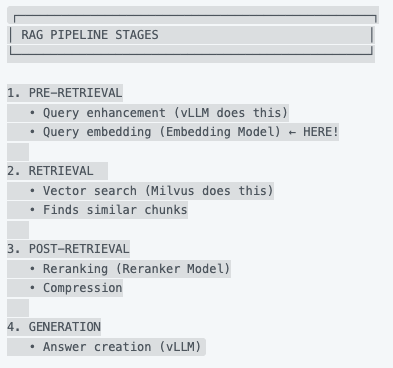 RAG PIPELINE STAGES
1. PRE-RETRIEVAL
• Query enhancement (vLLM does this)
• Query embedding (Embedding Model) ← HERE!
2. RETRIEVAL
• Vector search (Milvus does this)
• Finds similar chunks
3. POST-RETRIEVAL
• Reranking (Reranker Model)
• Compression
4. GENERATION
• Answer creation (vLLM)